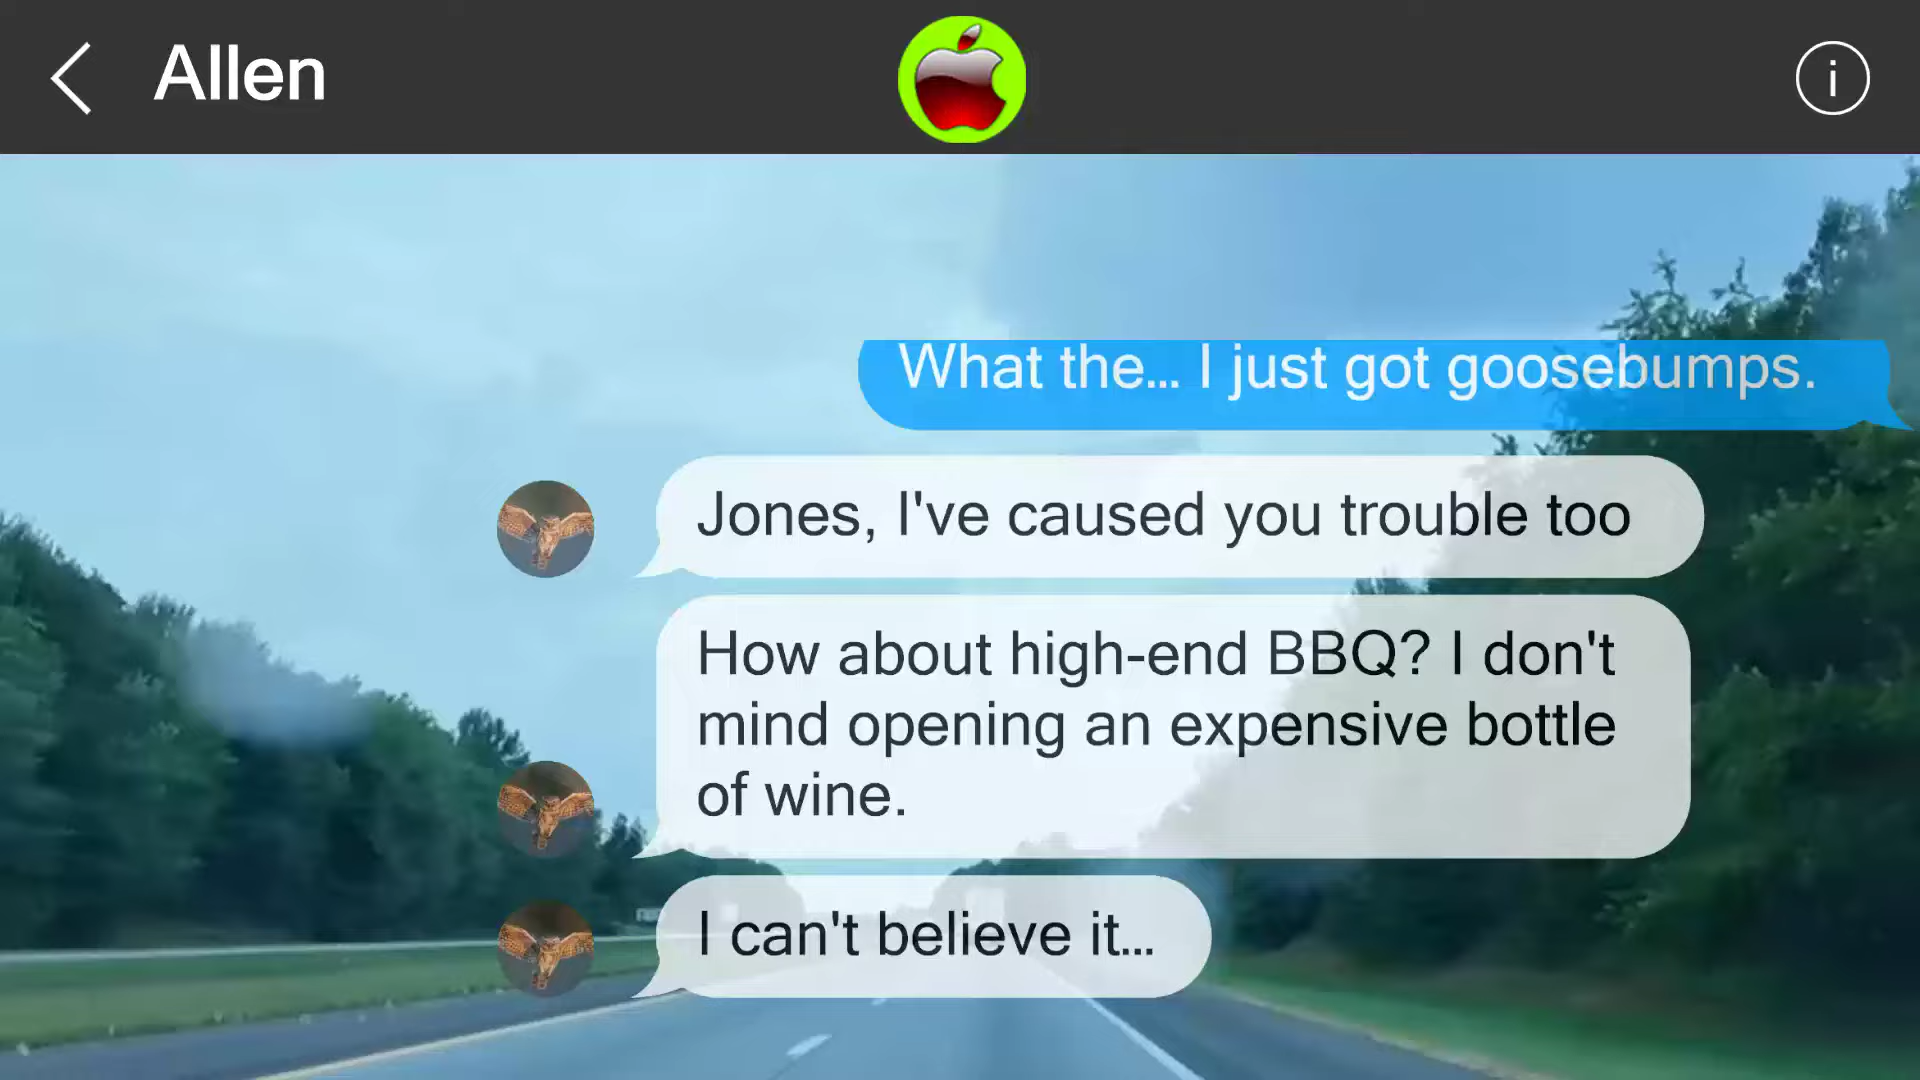 Allen
i
What the... I just got goosebumps.
Jones, I've caused you trouble too
How about high-end BBQ? I don't
mind opening an expensive bottle
of wine.
I can't believe it...